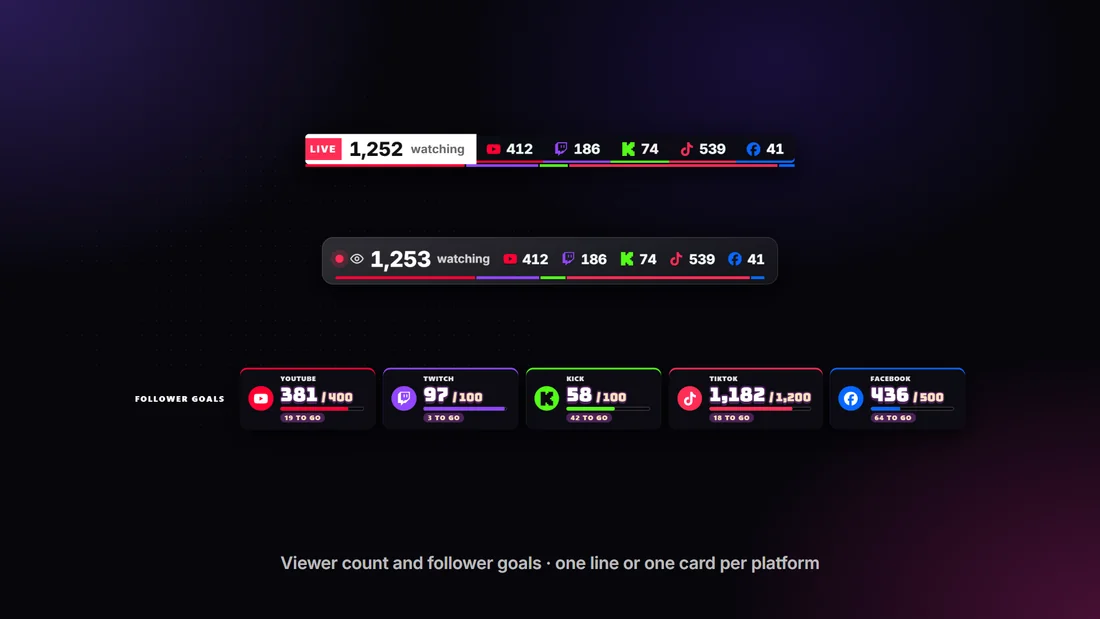 LIVE 1,252 watching 412 186 74 539 41
1,253 watching 412 186 74 539 41
FOLLOWER GOALS
YOUTUBE
381 / 400
19 TO GO
TWITCH
97 / 100
3 TO GO
KICK
58 / 100
42 TO GO
TIKTOK
1,182 / 1,200
18 TO GO
FACEBOOK
436 / 500
64 TO GO
Viewer count and follower goals · one line or one card per platform